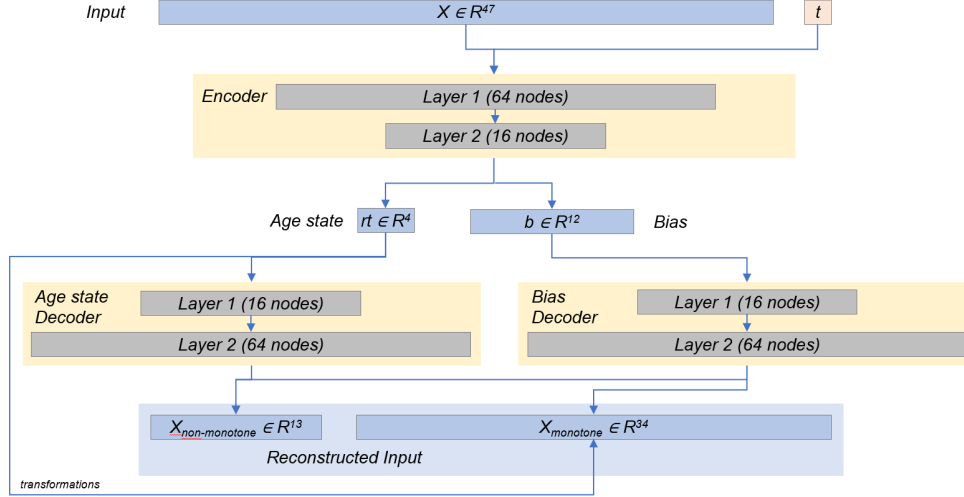 Input X ∈ R⁴⁷ t
Encoder Layer 1 (64 nodes)
Layer 2 (16 nodes)
Age state rt ∈ R⁴ b ∈ R¹² Bias
Age state
Decoder
Layer 1 (16 nodes)
Layer 2 (64 nodes)
Bias
Decoder
Layer 1 (16 nodes)
Layer 2 (64 nodes)
Xnon-monotone ∈ R¹³ Xmonotone ∈ R³⁴
Reconstructed Input
transformations